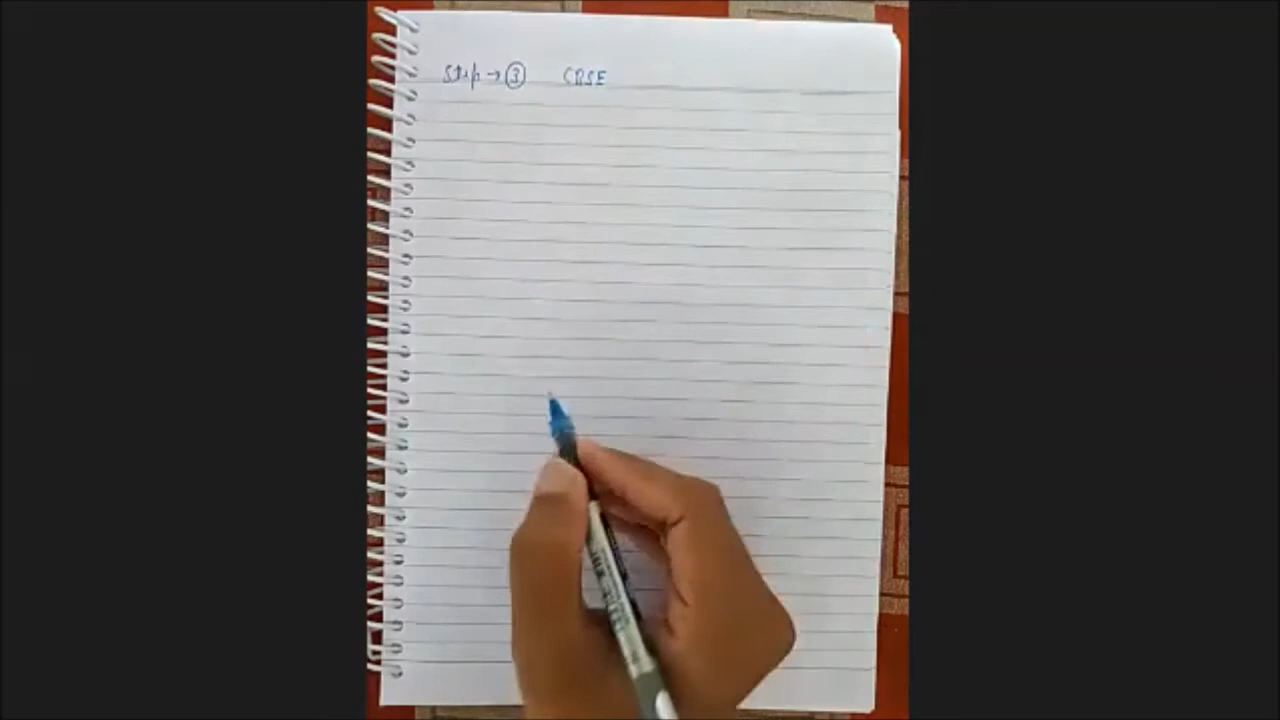 Step → ③ CBSE